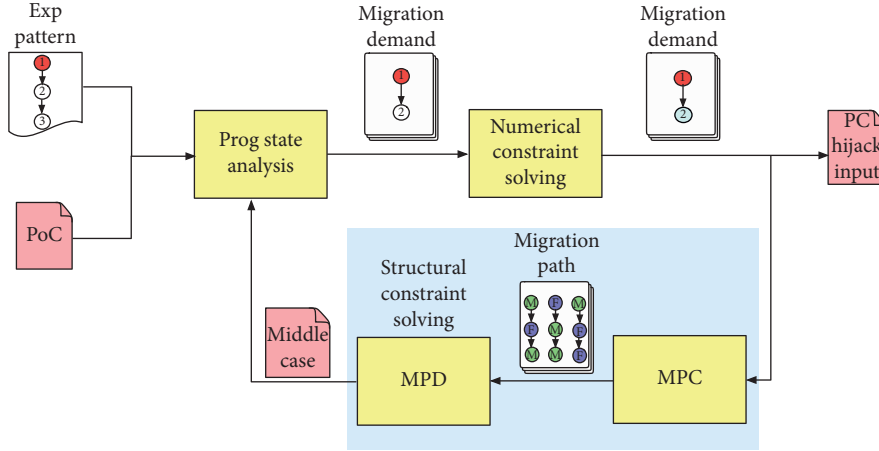 Exp
pattern
1
2
3
PoC
Prog state
analysis
Migration
demand
1
2
Numerical
constraint
solving
Migration
demand
1
2
PC
hijack
input
Structural
constraint
solving
Migration
path
M F M
F M F
M M F
Middle
case
MPD
MPC